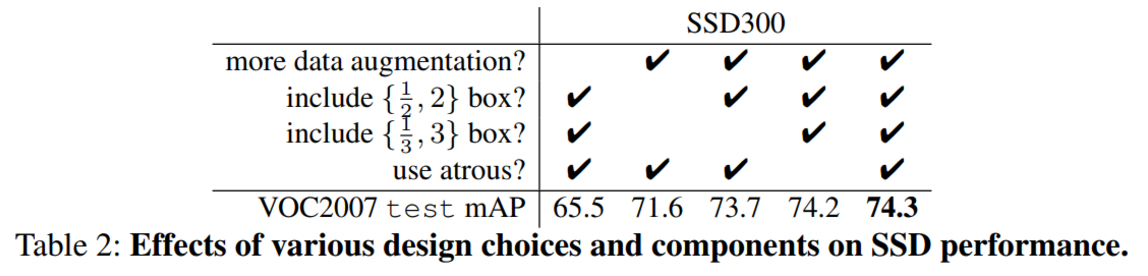 SSD300
more data augmentation? ✔ ✔ ✔ ✔
include {1/2, 2} box? ✔ ✔ ✔ ✔
include {1/3, 3} box? ✔ ✔ ✔
use atrous? ✔ ✔ ✔ ✔
VOC2007 test mAP 65.5 71.6 73.7 74.2 74.3
Table 2: Effects of various design choices and components on SSD performance.